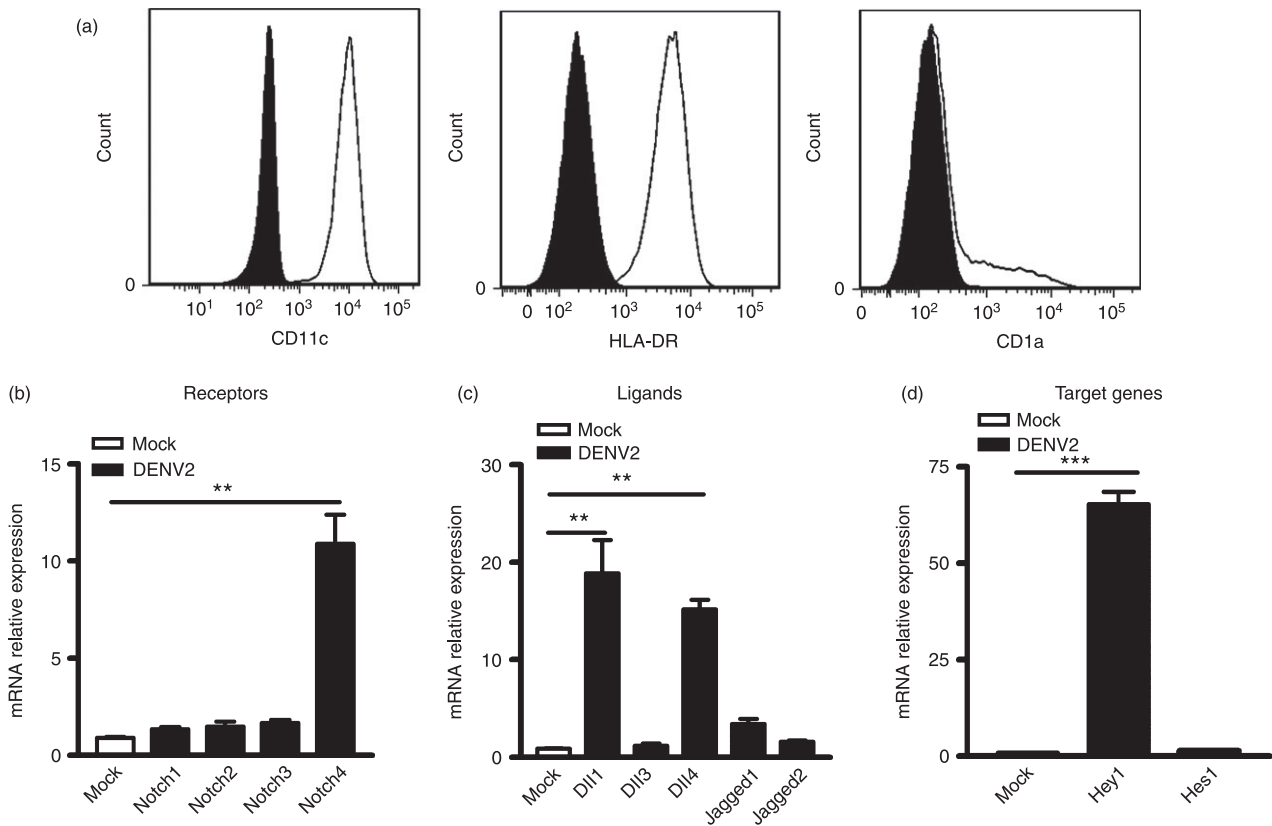 (a)
Count
0
10¹ 10² 10³ 10⁴ 10⁵
CD11c
Count
0
0 10² 10³ 10⁴ 10⁵
HLA-DR
Count
0
0 10² 10³ 10⁴ 10⁵
CD1a
(b)
Receptors
Mock
DENV2
mRNA relative expression
15
10
5
0
**
Mock
Notch1
Notch2
Notch3
Notch4
(c)
Ligands
Mock
DENV2
mRNA relative expression
30
20
10
0
**
**
Mock
Dll1
Dll3
Dll4
Jagged1
Jagged2
(d)
Target genes
Mock
DENV2
mRNA relative expression
75
50
25
0
***
Mock
Hey1
Hes1